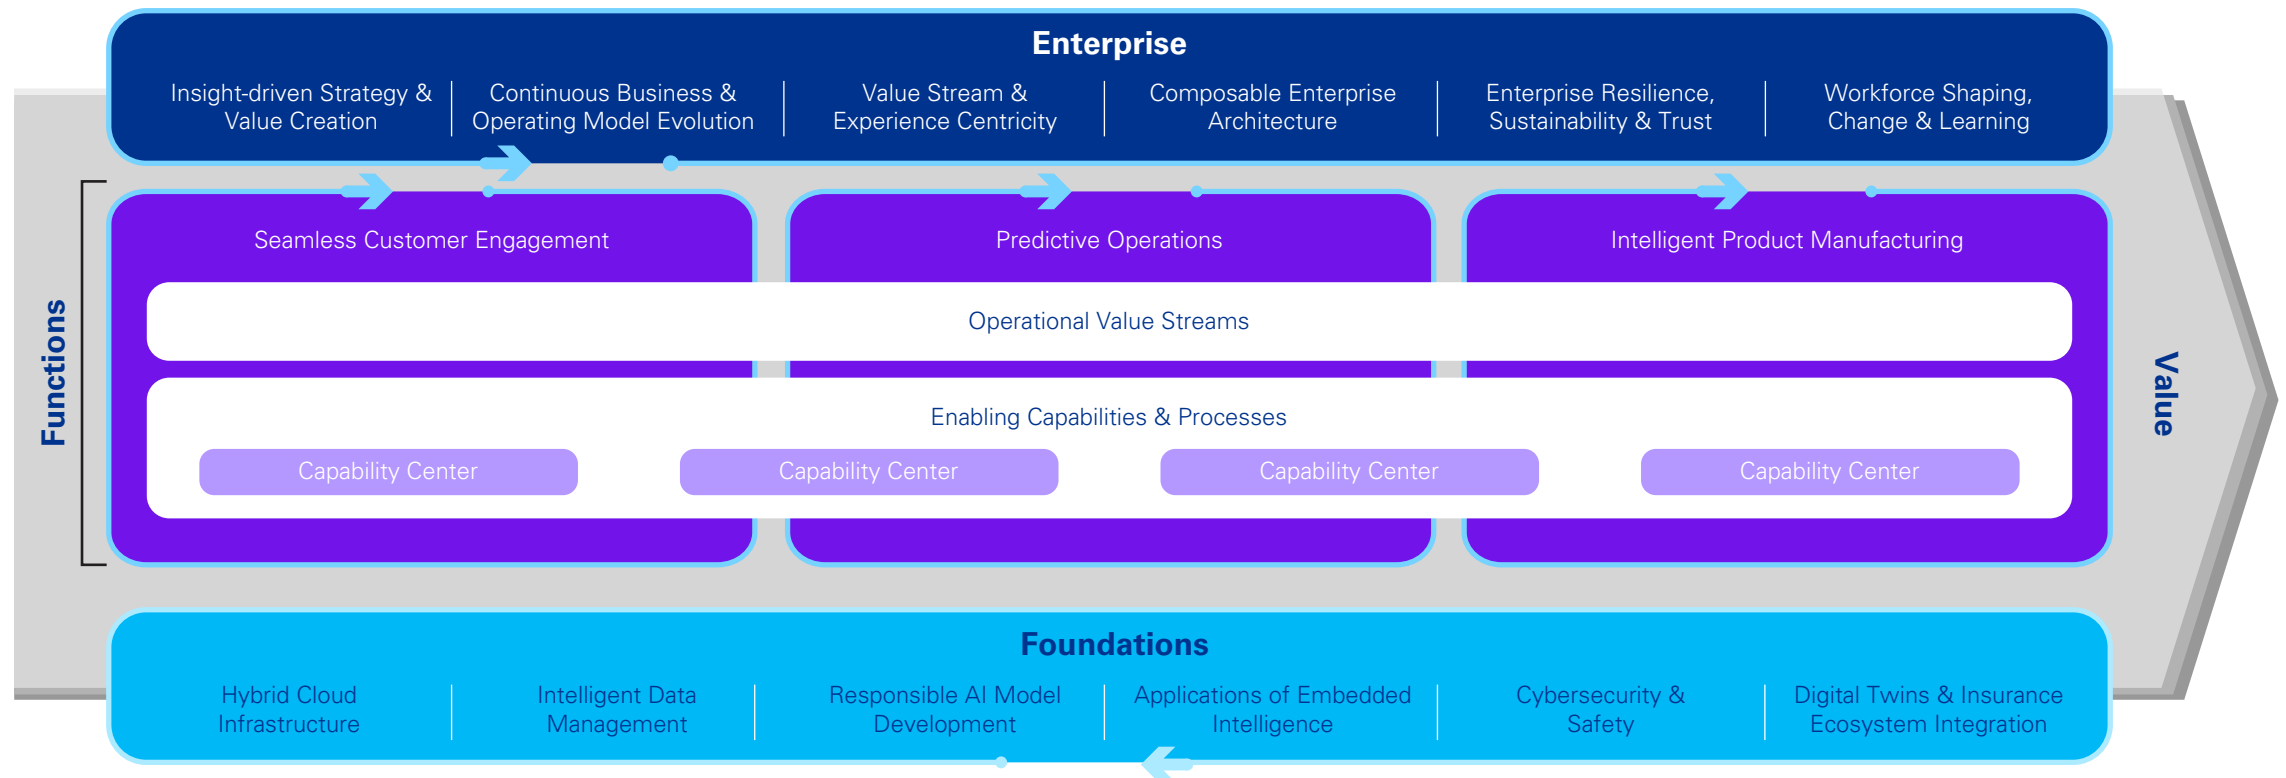 Enterprise
Insight-driven Strategy &
Value Creation
Continuous Business &
Operating Model Evolution
Value Stream &
Experience Centricity
Composable Enterprise
Architecture
Enterprise Resilience,
Sustainability & Trust
Workforce Shaping,
Change & Learning
Functions
Seamless Customer Engagement
Predictive Operations
Intelligent Product Manufacturing
Operational Value Streams
Enabling Capabilities & Processes
Capability Center
Capability Center
Capability Center
Capability Center
Value
Foundations
Hybrid Cloud
Infrastructure
Intelligent Data
Management
Responsible AI Model
Development
Applications of Embedded
Intelligence
Cybersecurity &
Safety
Digital Twins & Insurance
Ecosystem Integration